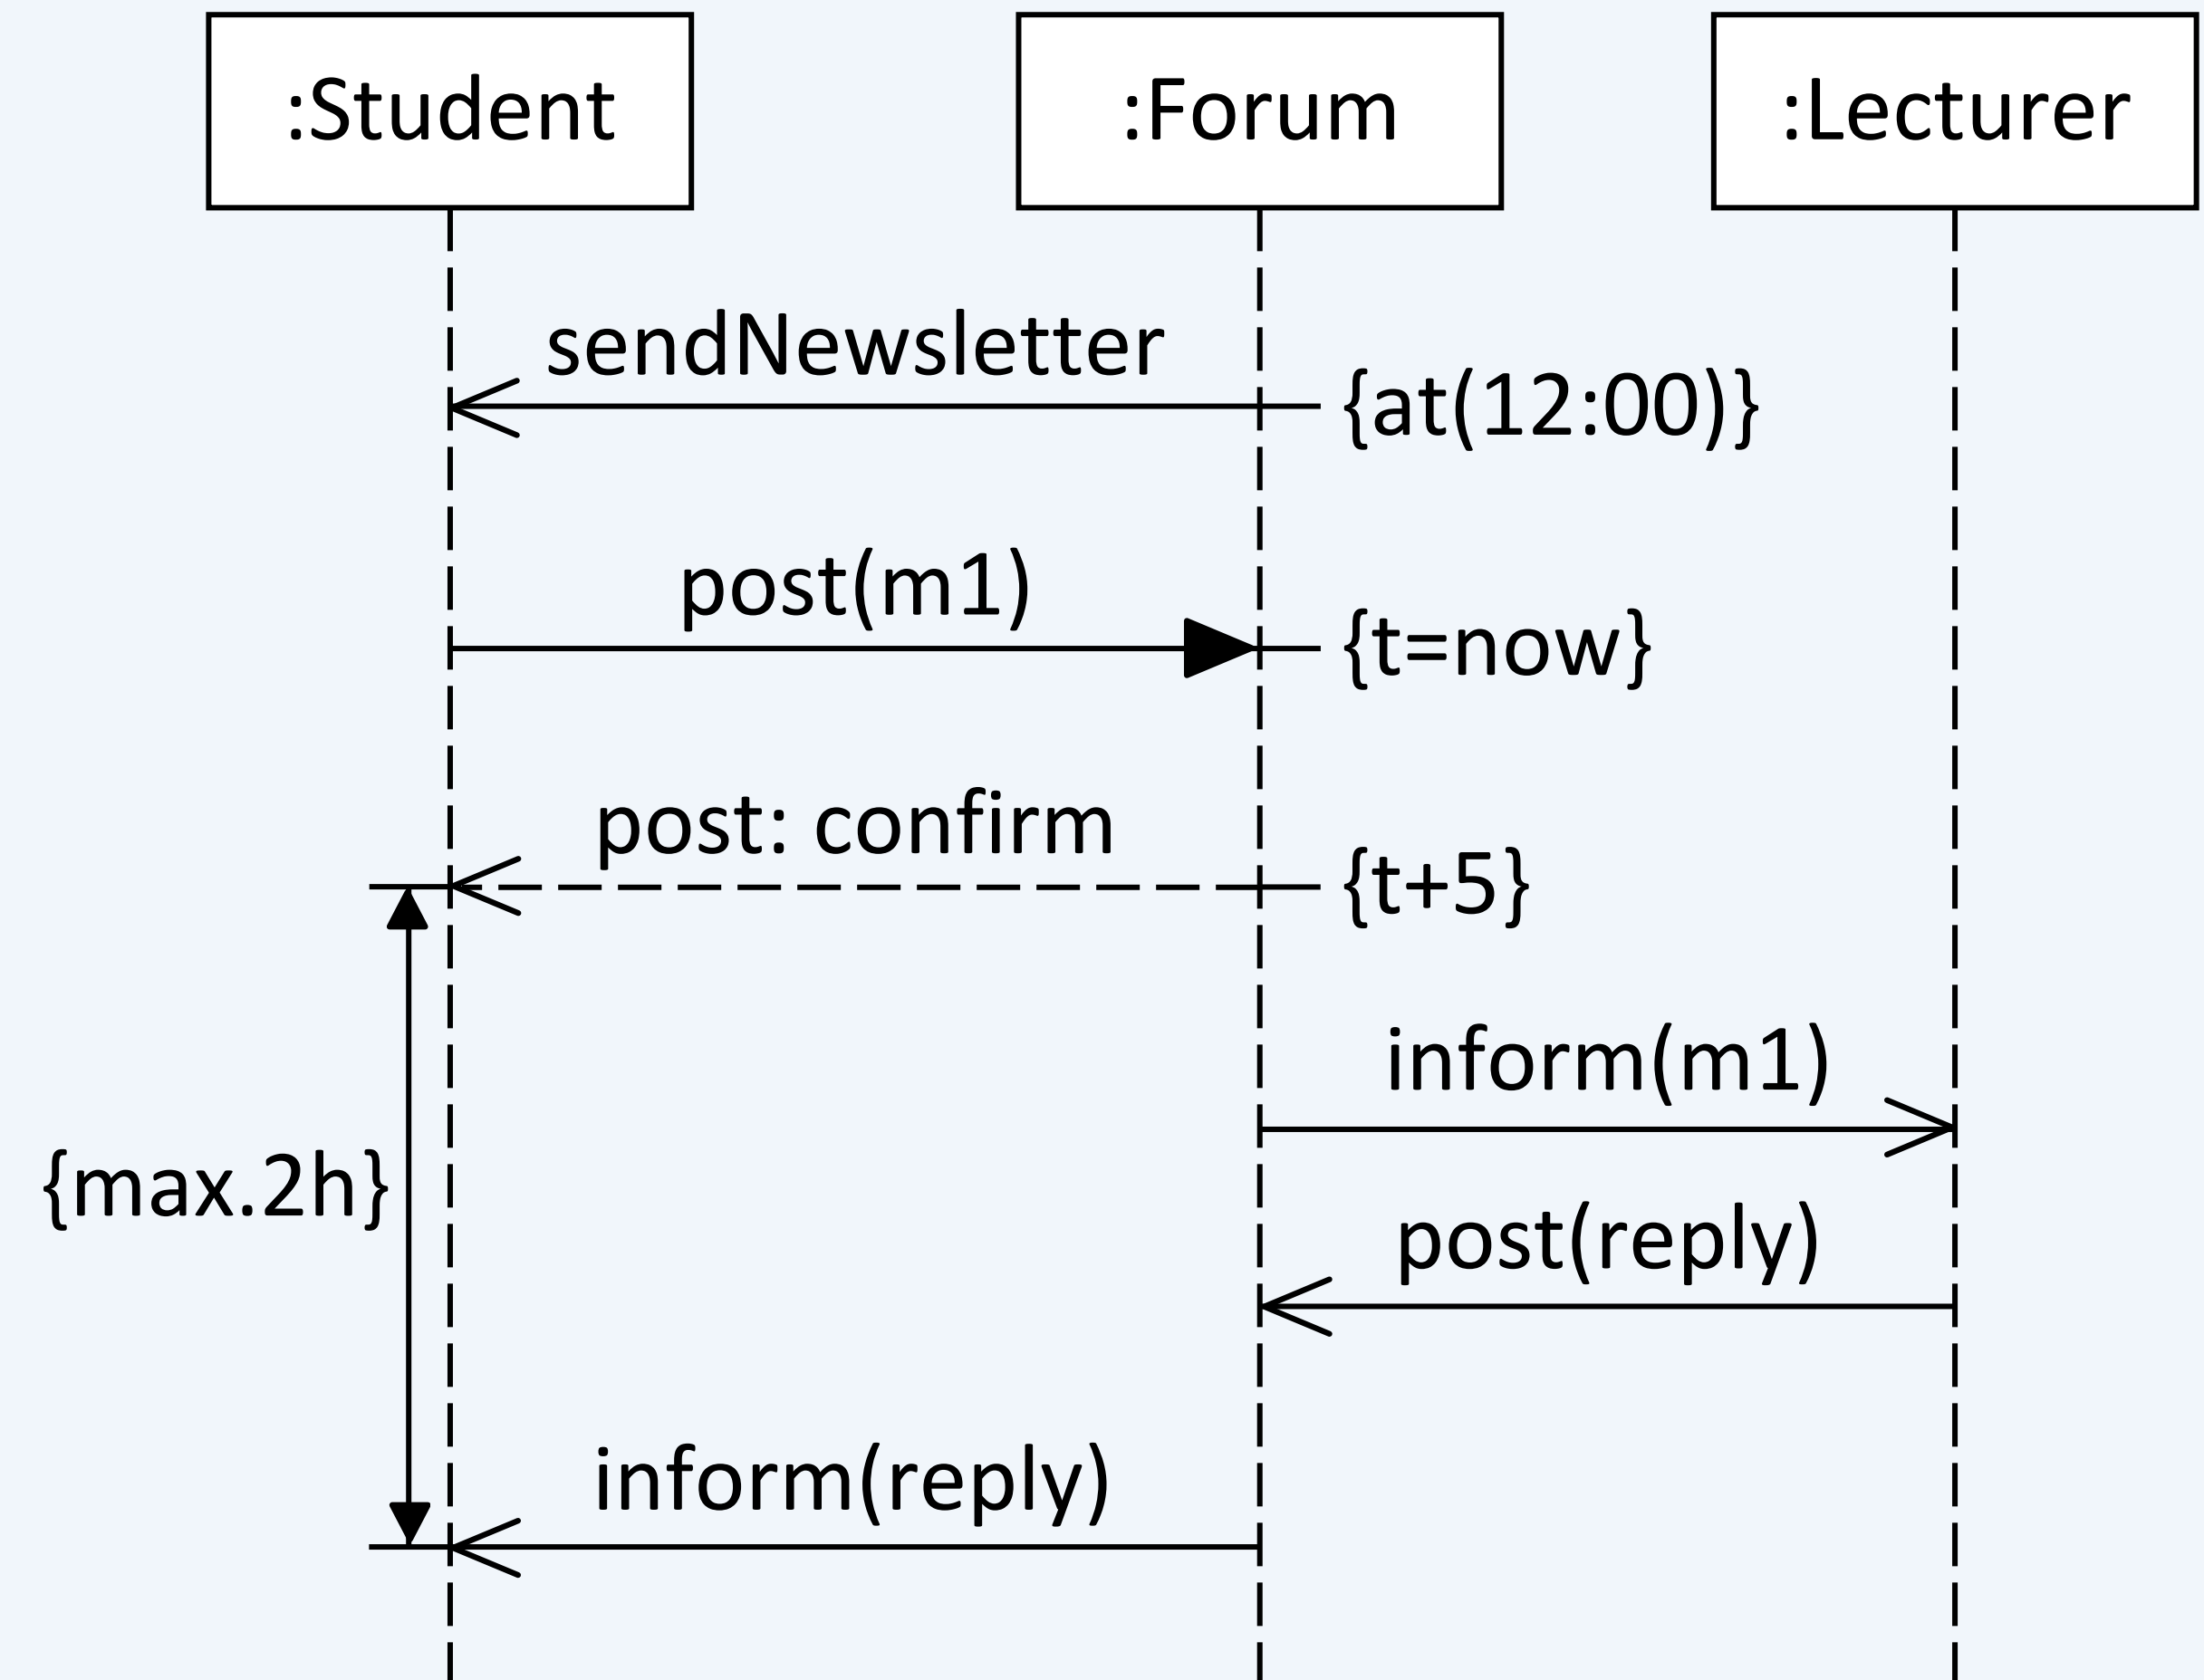 :Student
:Forum
:Lecturer
sendNewsletter
{at(12:00)}
post(m1)
{t=now}
post: confirm
{t+5}
inform(m1)
{max.2h}
post(reply)
inform(reply)